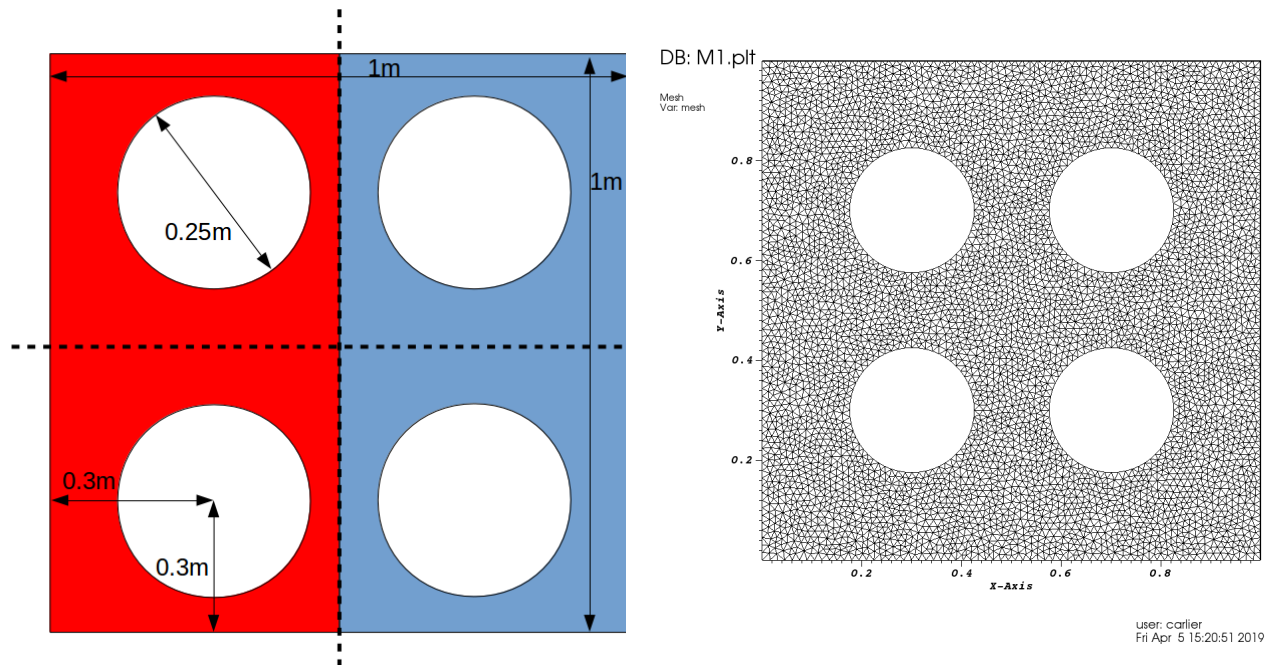 1m
1m
0.25m
0.3m
0.3m
DB: M1.plt
Mesh
Var: mesh
0.8
0.6
0.4
0.2
Y-Axis
0.2 0.4 0.6 0.8
X-Axis
user: carlier
Fri Apr 5 15:20:51 2019